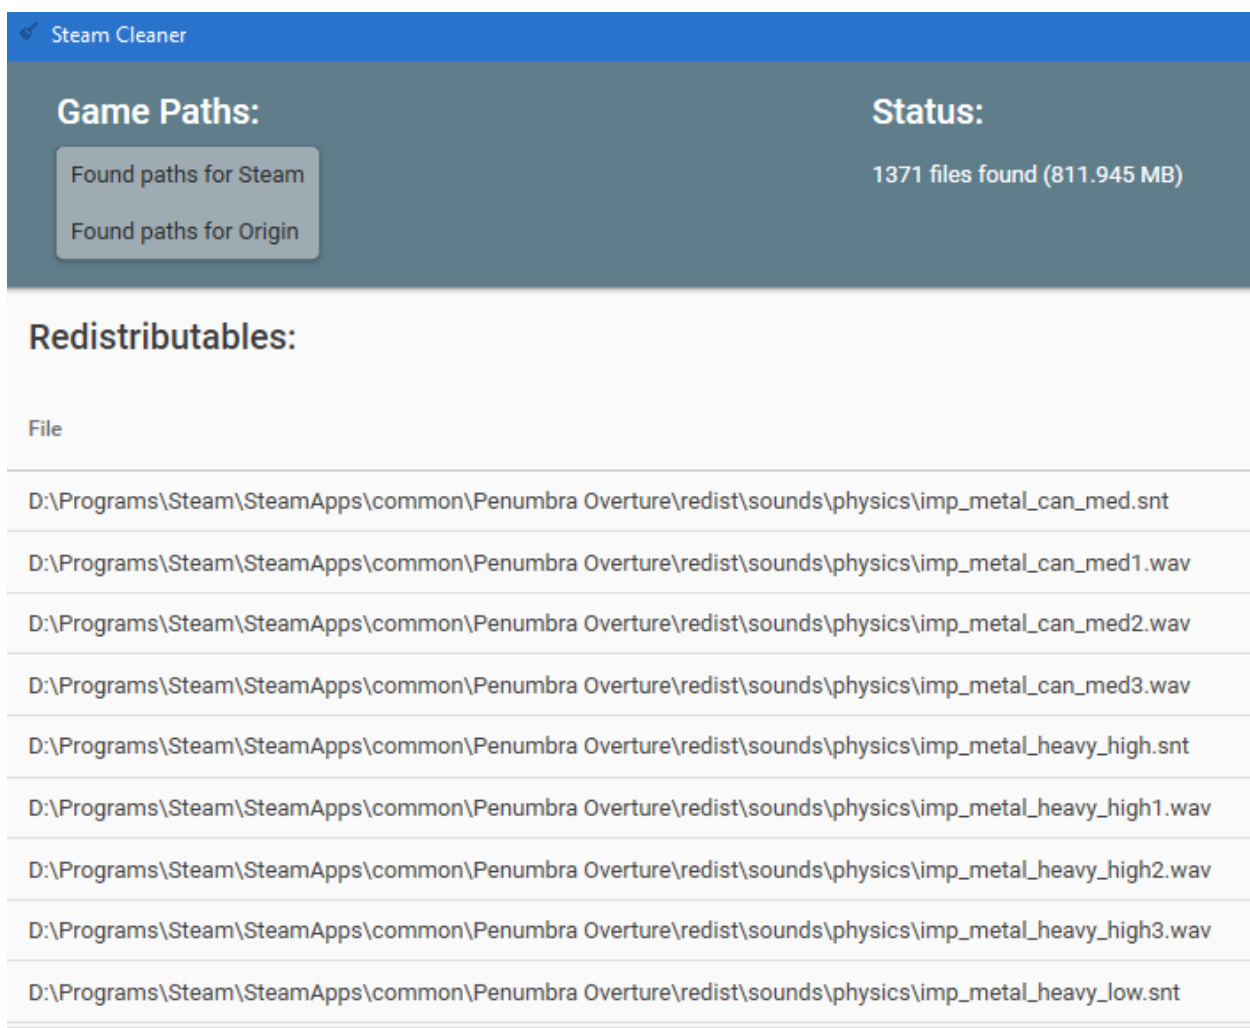 Steam Cleaner
Game Paths:
Found paths for Steam
Found paths for Origin
Status:
1371 files found (811.945 MB)
Redistributables:
File
D:\Programs\Steam\SteamApps\common\Penumbra Overture\redist\sounds\physics\imp_metal_can_med.snt
D:\Programs\Steam\SteamApps\common\Penumbra Overture\redist\sounds\physics\imp_metal_can_med1.wav
D:\Programs\Steam\SteamApps\common\Penumbra Overture\redist\sounds\physics\imp_metal_can_med2.wav
D:\Programs\Steam\SteamApps\common\Penumbra Overture\redist\sounds\physics\imp_metal_can_med3.wav
D:\Programs\Steam\SteamApps\common\Penumbra Overture\redist\sounds\physics\imp_metal_heavy_high.snt
D:\Programs\Steam\SteamApps\common\Penumbra Overture\redist\sounds\physics\imp_metal_heavy_high1.wav
D:\Programs\Steam\SteamApps\common\Penumbra Overture\redist\sounds\physics\imp_metal_heavy_high2.wav
D:\Programs\Steam\SteamApps\common\Penumbra Overture\redist\sounds\physics\imp_metal_heavy_high3.wav
D:\Programs\Steam\SteamApps\common\Penumbra Overture\redist\sounds\physics\imp_metal_heavy_low.snt